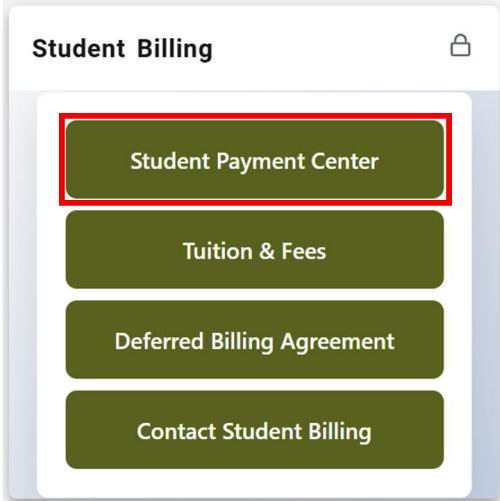 Student Billing
Student Payment Center
Tuition & Fees
Deferred Billing Agreement
Contact Student Billing